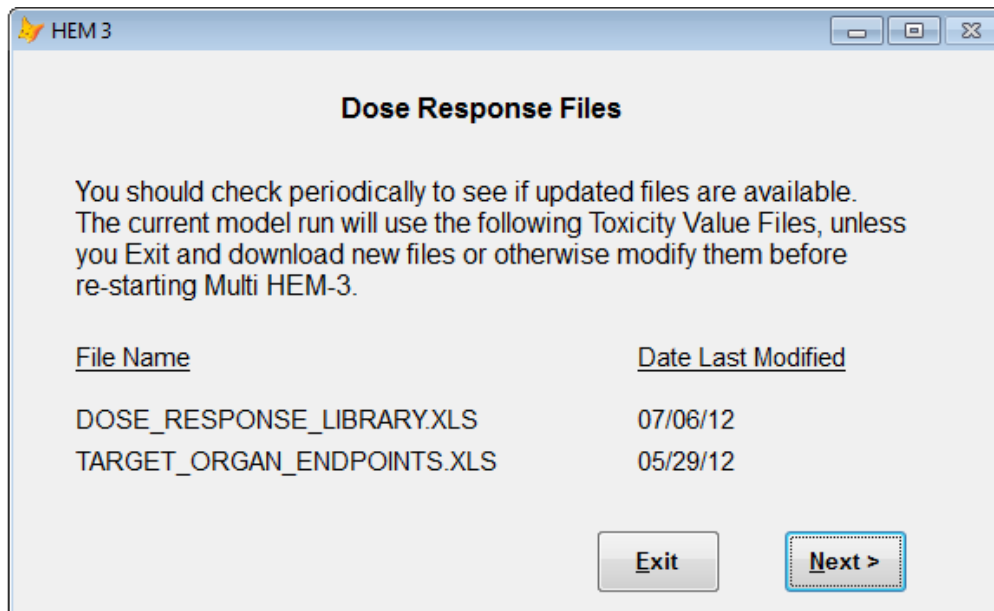 HEM 3
Dose Response Files
You should check periodically to see if updated files are available.
The current model run will use the following Toxicity Value Files, unless
you Exit and download new files or otherwise modify them before
re-starting Multi HEM-3.
File Name Date Last Modified
DOSE_RESPONSE_LIBRARY.XLS 07/06/12
TARGET_ORGAN_ENDPOINTS.XLS 05/29/12
Exit Next >